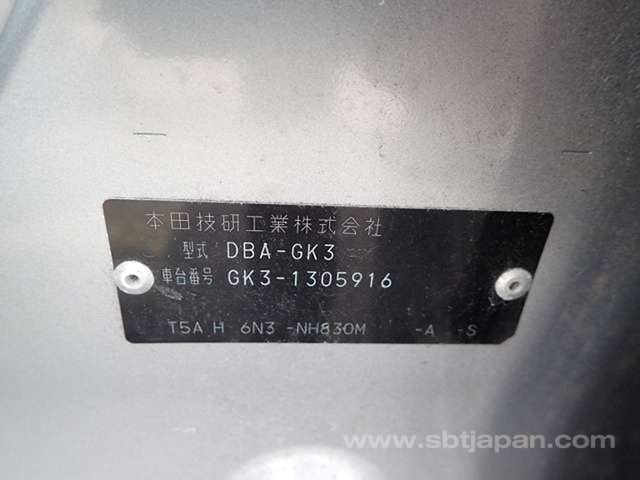 本田技研工業株式会社
型式 DBA-GK3
車台番号 GK3-1305916
T5A H 6N3 -NH830M -A -S
www.sbtjapan.com